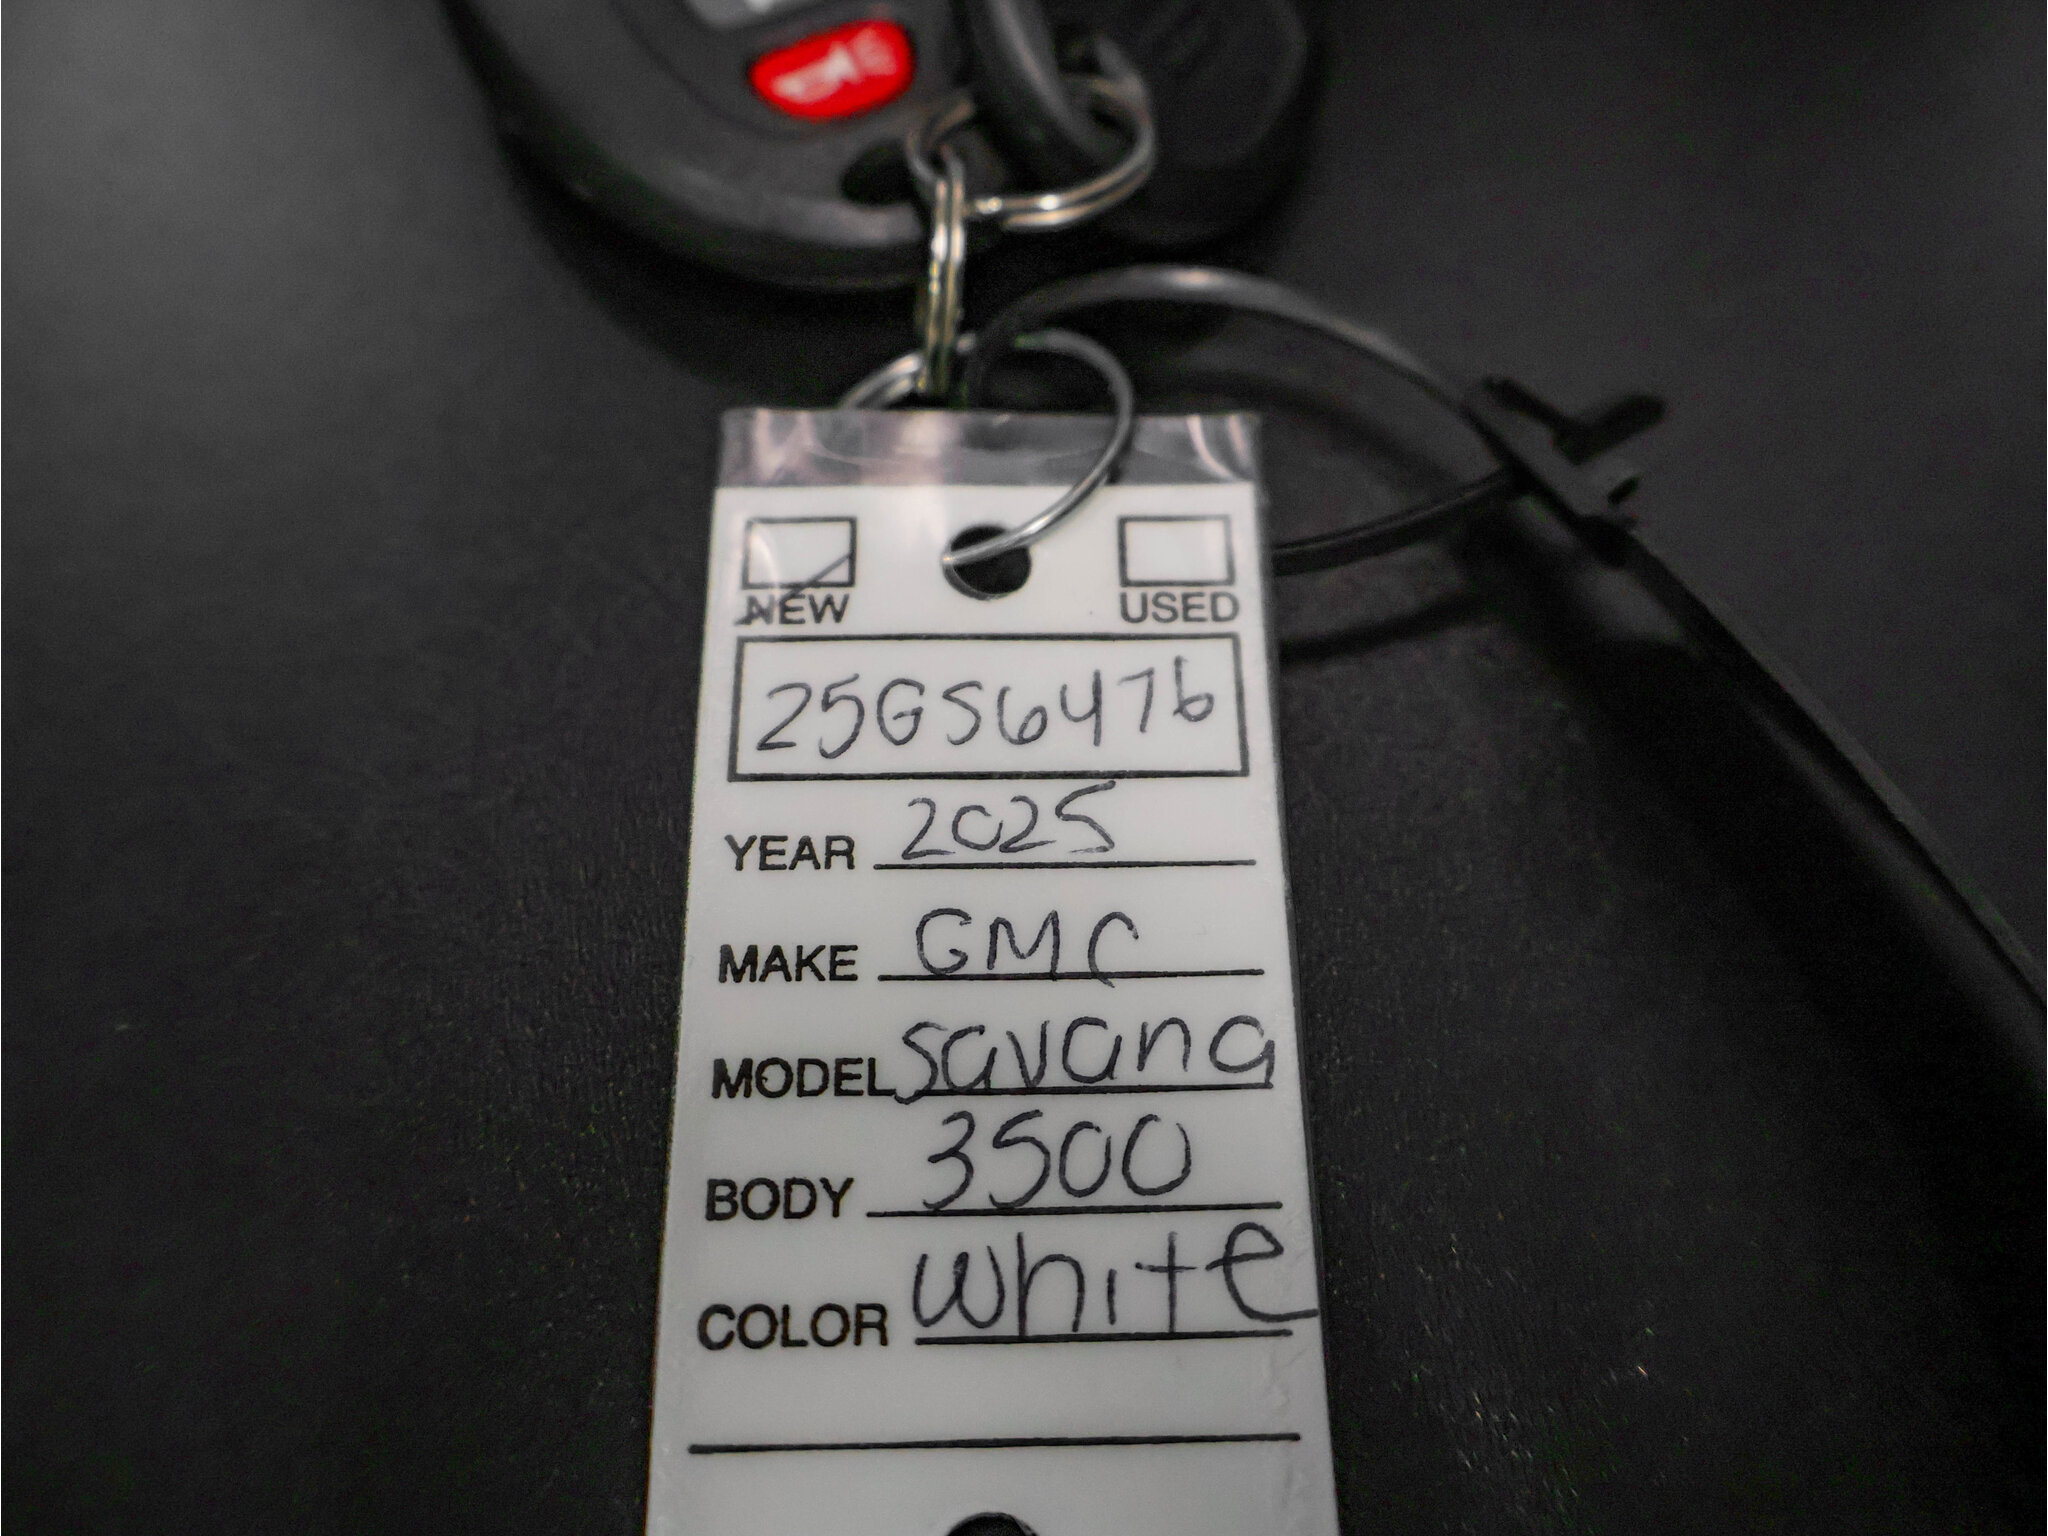 NEW USED
25GS6476
YEAR 2025
MAKE GMC
MODEL Savana
BODY 3500
COLOR White